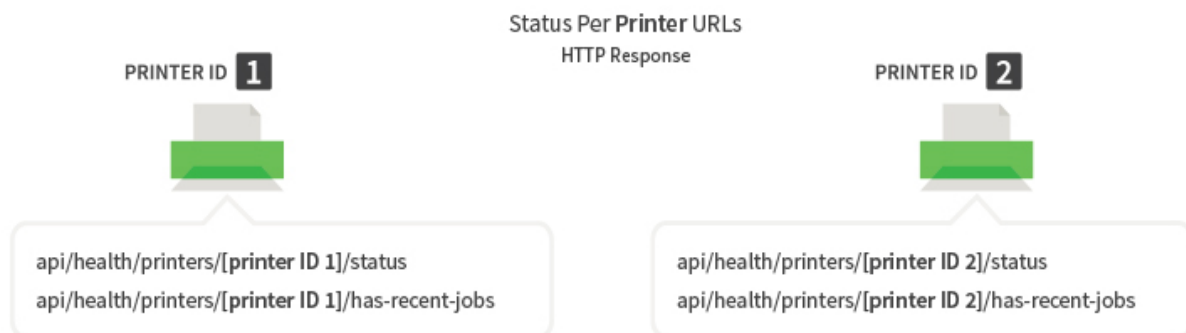 Status Per Printer URLs
HTTP Response
PRINTER ID 1
api/health/printers/[printer ID 1]/status
api/health/printers/[printer ID 1]/has-recent-jobs
PRINTER ID 2
api/health/printers/[printer ID 2]/status
api/health/printers/[printer ID 2]/has-recent-jobs